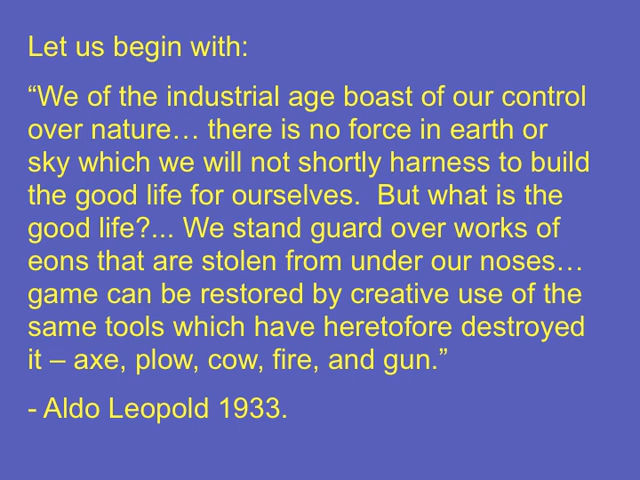 Let us begin with:
“We of the industrial age boast of our control
over nature… there is no force in earth or
sky which we will not shortly harness to build
the good life for ourselves.  But what is the
good life?... We stand guard over works of
eons that are stolen from under our noses…
game can be restored by creative use of the
same tools which have heretofore destroyed
it – axe, plow, cow, fire, and gun.”
- Aldo Leopold 1933.